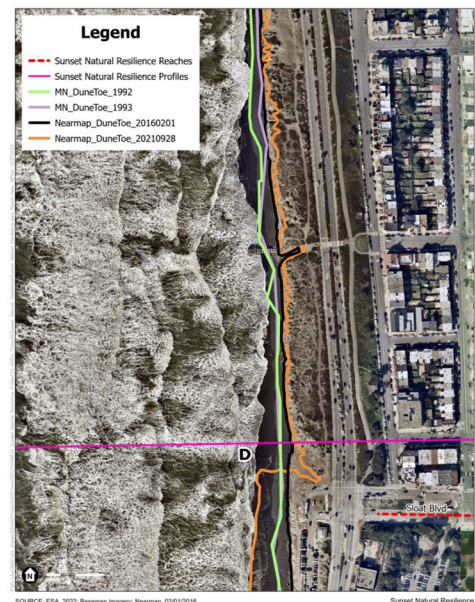 Legend
Sunset Natural Resilience Reaches
Sunset Natural Resilience Profiles
MN_DuneToe_1992
MN_DuneToe_1993
Nearmap_DuneToe_20160201
Nearmap_DuneToe_20210928
D
Sloat Blvd
N
SOURCE: ESA, 2022; Basemap imagery: Nearmap, 02/01/2016
Sunset Natural Resilience